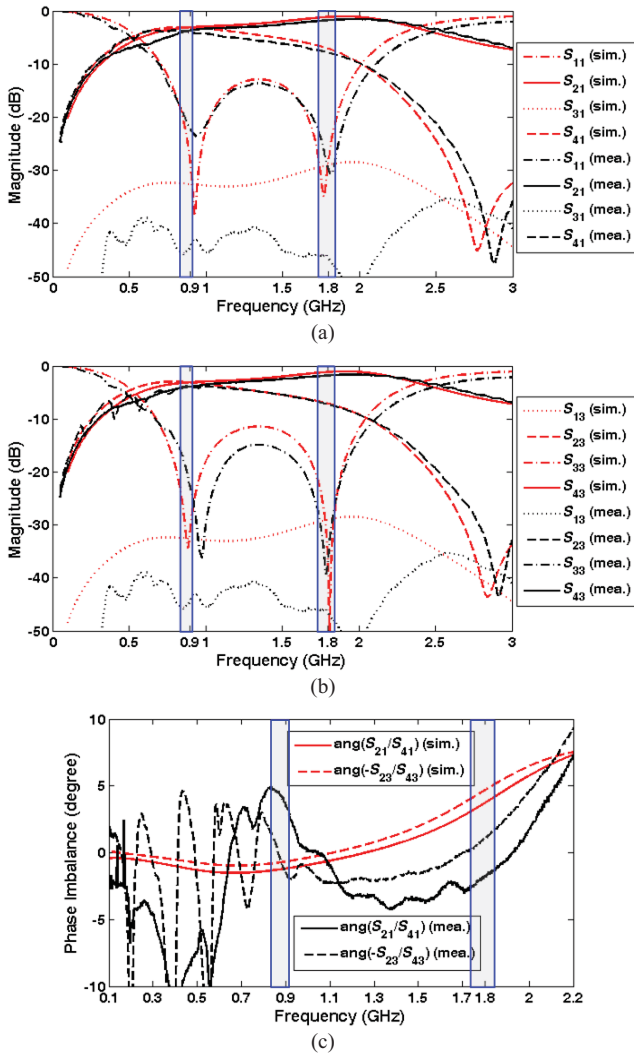 0
-10
-20
-30
-40
-50
Magnitude (dB)
0 0.5 0.9 1 1.5 1.8 2 2.5 3
Frequency (GHz)
S11 (sim.)
S21 (sim.)
S31 (sim.)
S41 (sim.)
S11 (mea.)
S21 (mea.)
S31 (mea.)
S41 (mea.)
(a)
0
-10
-20
-30
-40
-50
Magnitude (dB)
0 0.5 0.9 1 1.5 1.8 2 2.5 3
Frequency (GHz)
S13 (sim.)
S23 (sim.)
S33 (sim.)
S43 (sim.)
S13 (mea.)
S23 (mea.)
S33 (mea.)
S43 (mea.)
(b)
10
5
0
-5
-10
Phase Imbalance (degree)
ang(S21/S41) (sim.)
ang(-S23/S43) (sim.)
ang(S21/S41) (mea.)
ang(-S23/S43) (mea.)
0.1 0.3 0.5 0.7 0.9 1.1 1.3 1.5 1.7 1.8 2 2.2
Frequency (GHz)
(c)